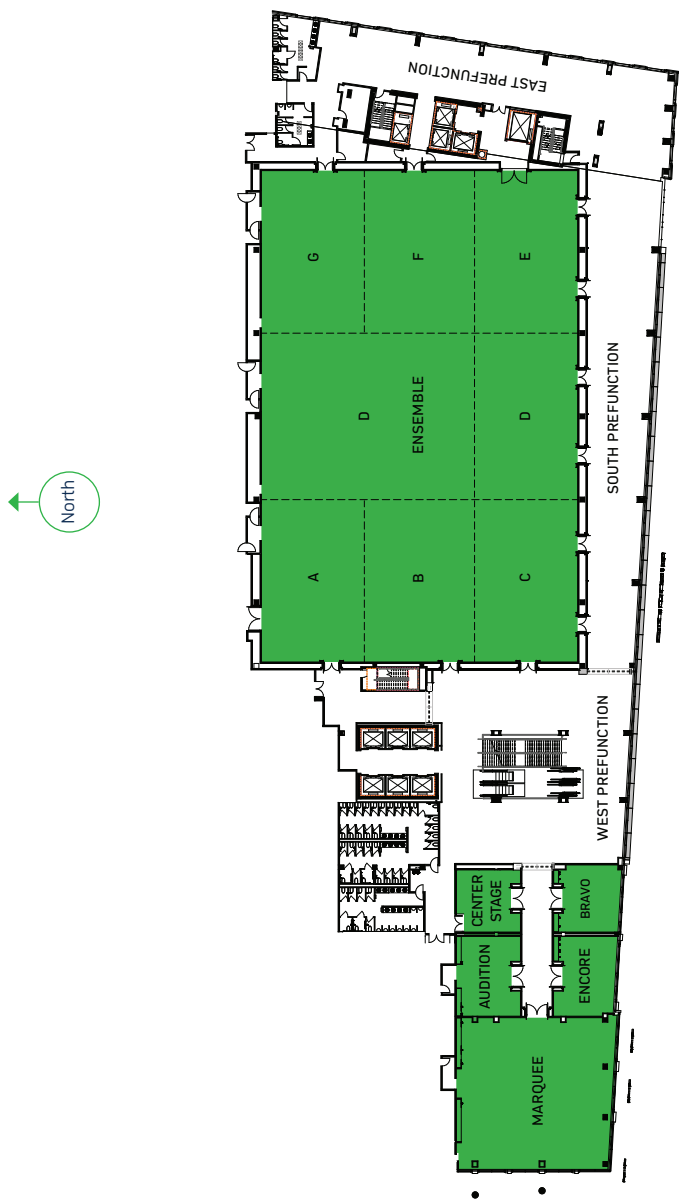 EAST PREFUNCTION
G
F
E
D
ENSEMBLE
D
SOUTH PREFUNCTION
North
A
B
C
WEST PREFUNCTION
CENTER
STAGE
BRAVO
AUDITION
ENCORE
MARQUEE